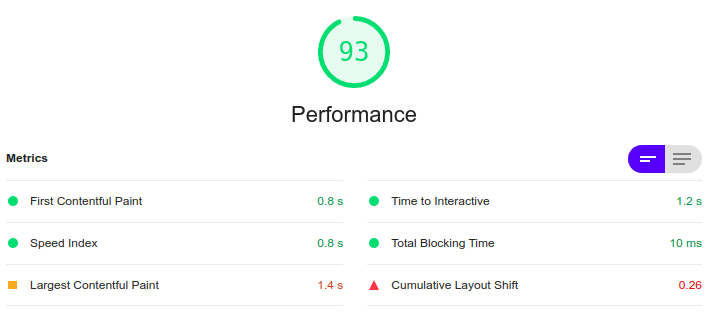 93
Performance
Metrics
First Contentful Paint 0.8 s
Time to Interactive 1.2 s
Speed Index 0.8 s
Total Blocking Time 10 ms
Largest Contentful Paint 1.4 s
Cumulative Layout Shift 0.26